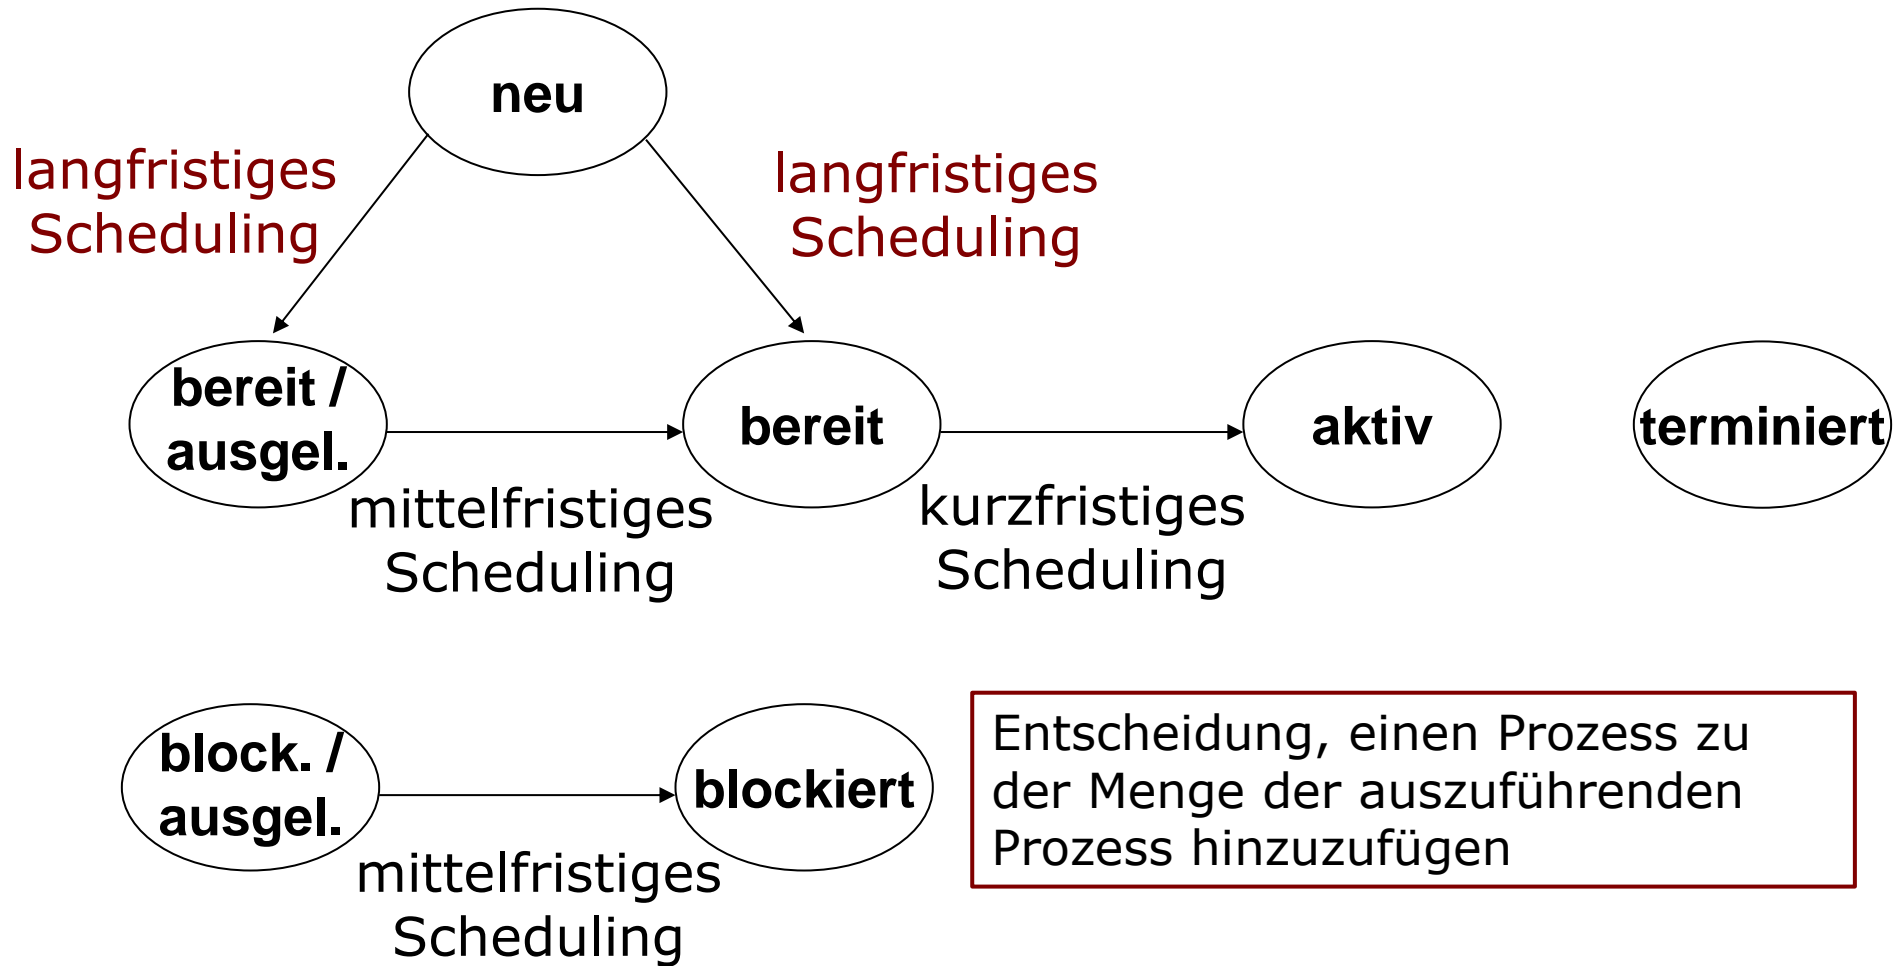 neu
langfristiges
Scheduling
langfristiges
Scheduling
bereit /
ausgel.
bereit
aktiv
terminiert
mittelfristiges
Scheduling
kurzfristiges
Scheduling
block. /
ausgel.
blockiert
mittelfristiges
Scheduling
Entscheidung, einen Prozess zu
der Menge der auszuführenden
Prozess hinzuzufügen